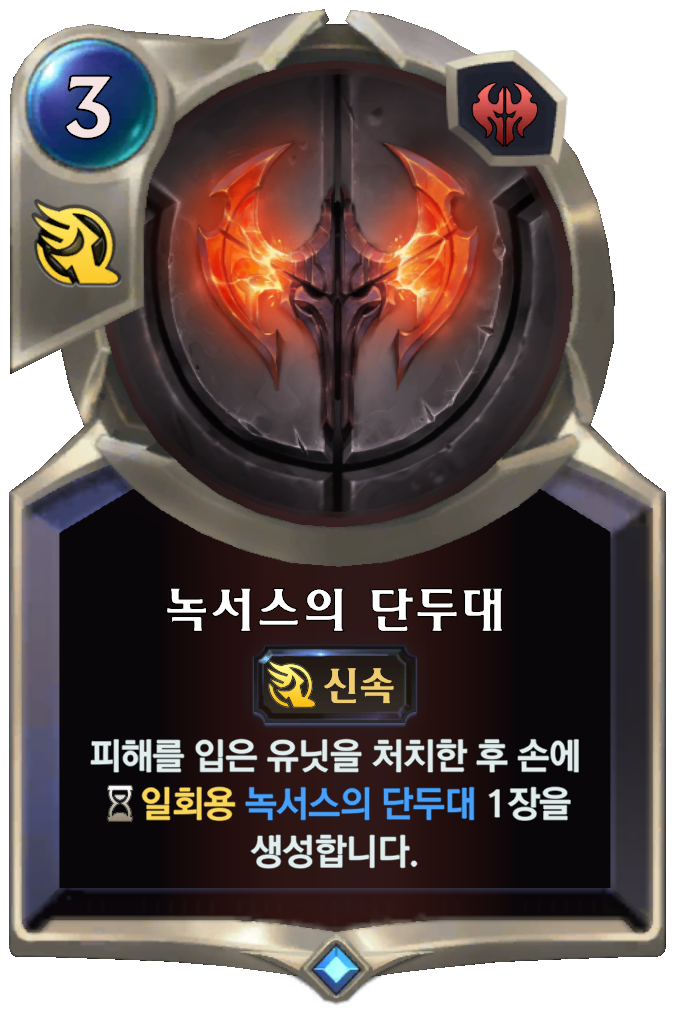 3
녹서스의 단두대
신속
피해를 입은 유닛을 처치한 후 손에
일회용 녹서스의 단두대 1장을
생성합니다.